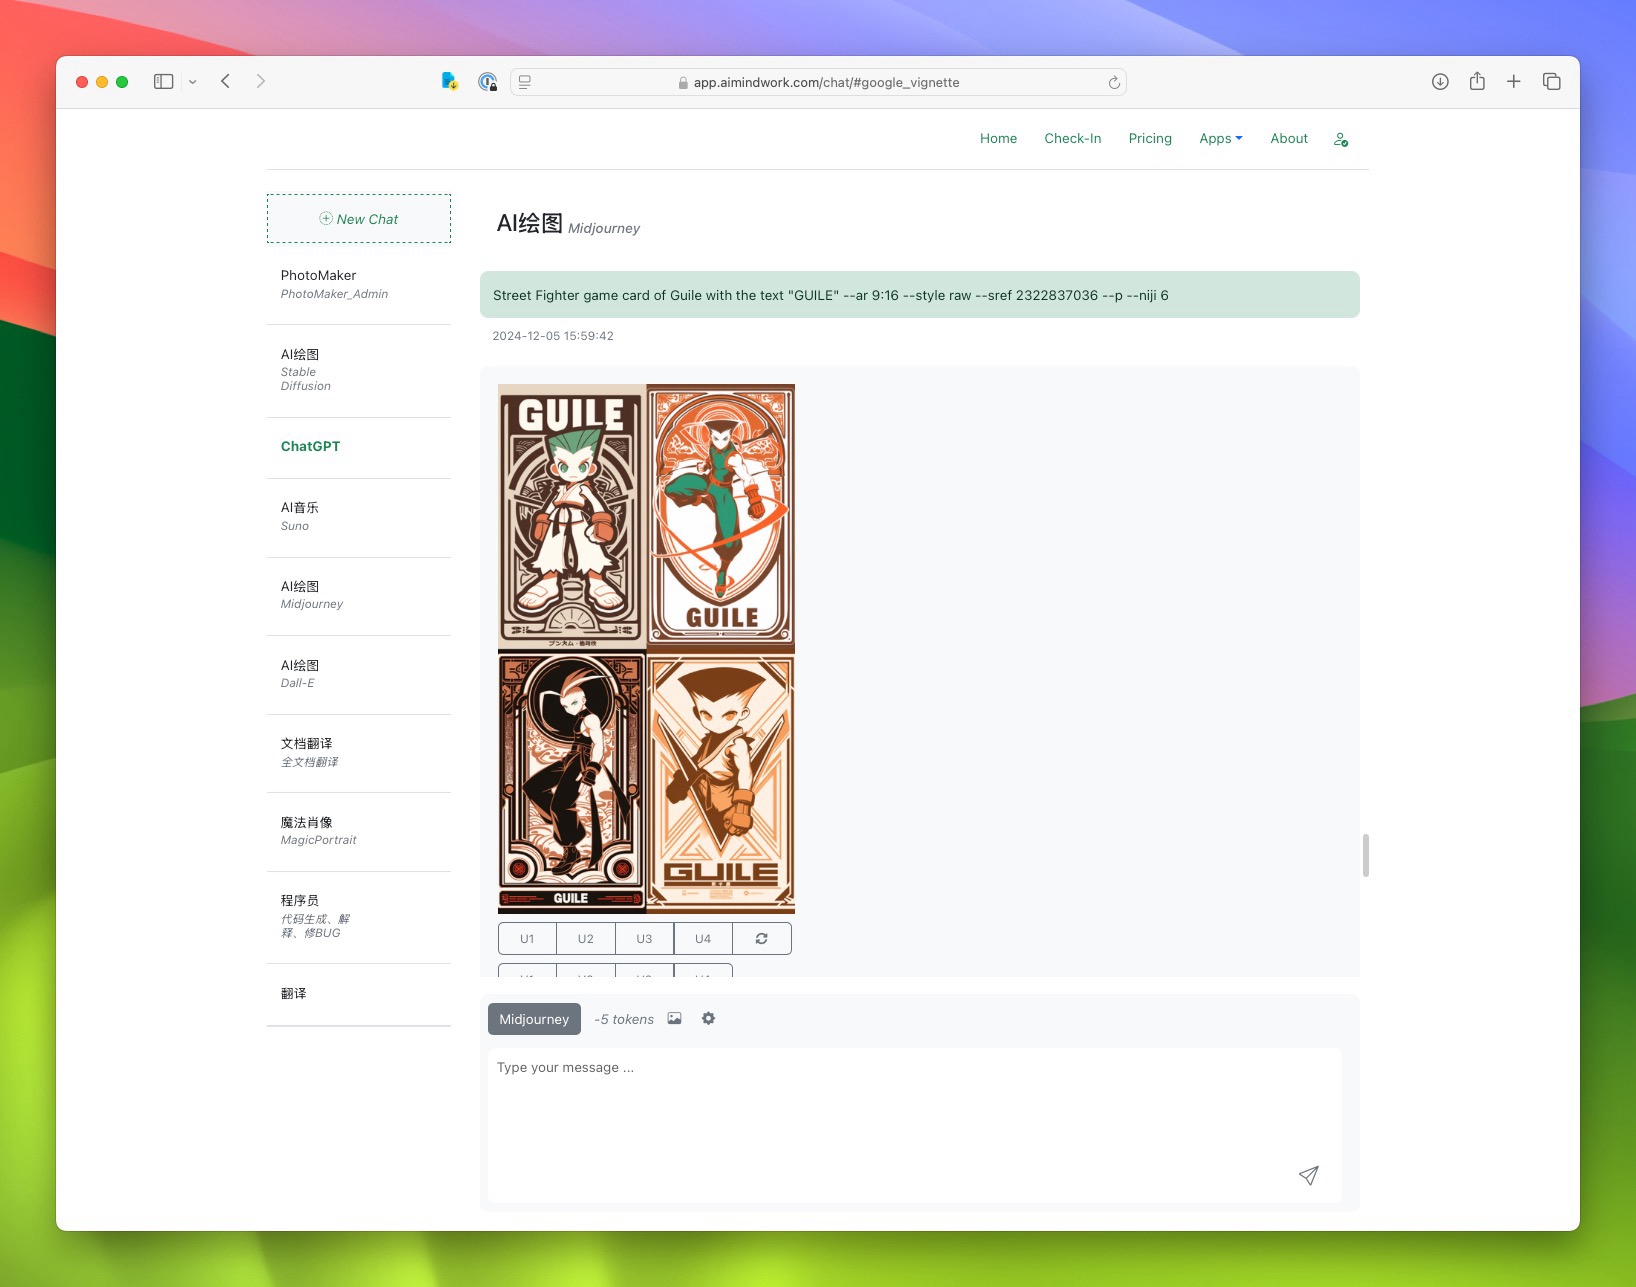 app.aimindwork.com/chat/#google_vignette
Home Check-In Pricing Apps About
New Chat
PhotoMaker
PhotoMaker_Admin
AI绘图
Stable
Diffusion
ChatGPT
AI音乐
Suno
AI绘图
Midjourney
AI绘图
Dall-E
文档翻译
全文档翻译
魔法肖像
MagicPortrait
程序员
代码生成、解
释、修BUG
翻译
AI绘图 Midjourney
Street Fighter game card of Guile with the text "GUILE" --ar 9:16 --style raw --sref 2322837036 --p --niji 6
2024-12-05 15:59:42
GUILE
GUILE
GUILE
GUILE
U1 U2 U3 U4
Midjourney -5 tokens
Type your message ...